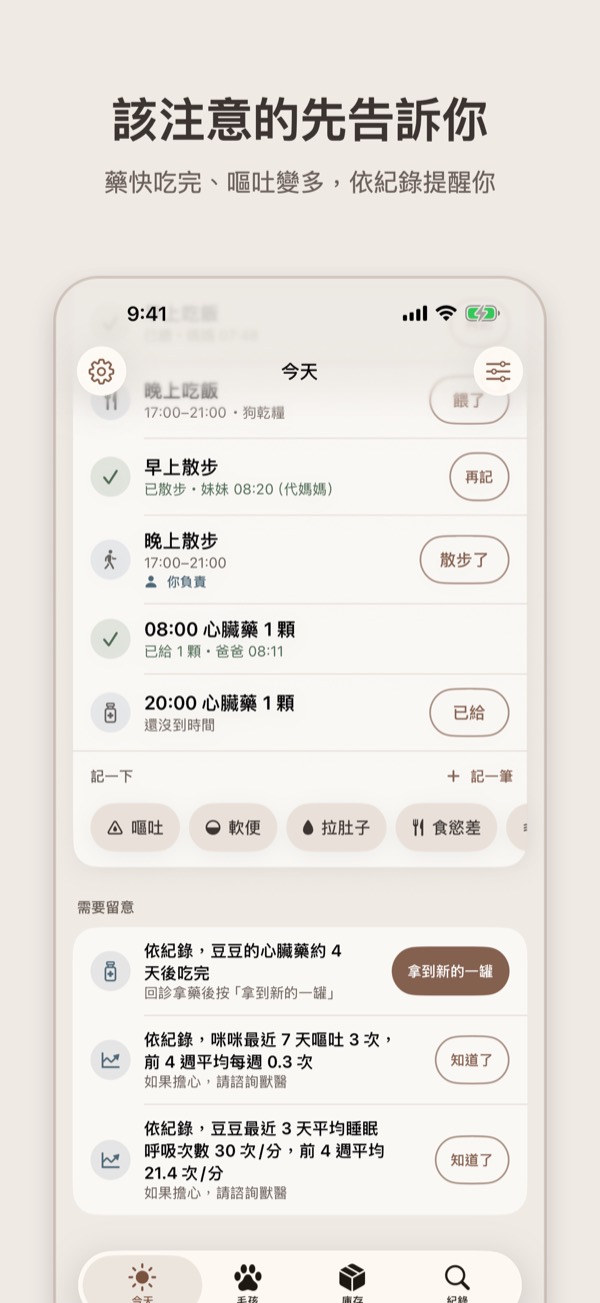 該注意的先告訴你
藥快吃完、嘔吐變多，依紀錄提醒你
9:41
今天
晚上吃飯
17:00–21:00・狗乾糧
餵了
早上散步
已散步・妹妹 08:20 (代媽媽)
再記
晚上散步
17:00–21:00
你負責
散步了
08:00 心臟藥 1 顆
已給 1 顆・爸爸 08:11
20:00 心臟藥 1 顆
還沒到時間
已給
記一下
＋ 記一筆
嘔吐
軟便
拉肚子
食慾差
需要留意
依紀錄，豆豆的心臟藥約 4
天後吃完
回診拿藥後按「拿到新的一罐」
拿到新的一罐
依紀錄，咪咪最近 7 天嘔吐 3 次，
前 4 週平均每週 0.3 次
如果擔心，請諮詢獸醫
知道了
依紀錄，豆豆最近 3 天平均睡眠
呼吸次數 30 次/分，前 4 週平均
21.4 次/分
如果擔心，請諮詢獸醫
知道了
今天
毛孩
庫存
紀錄